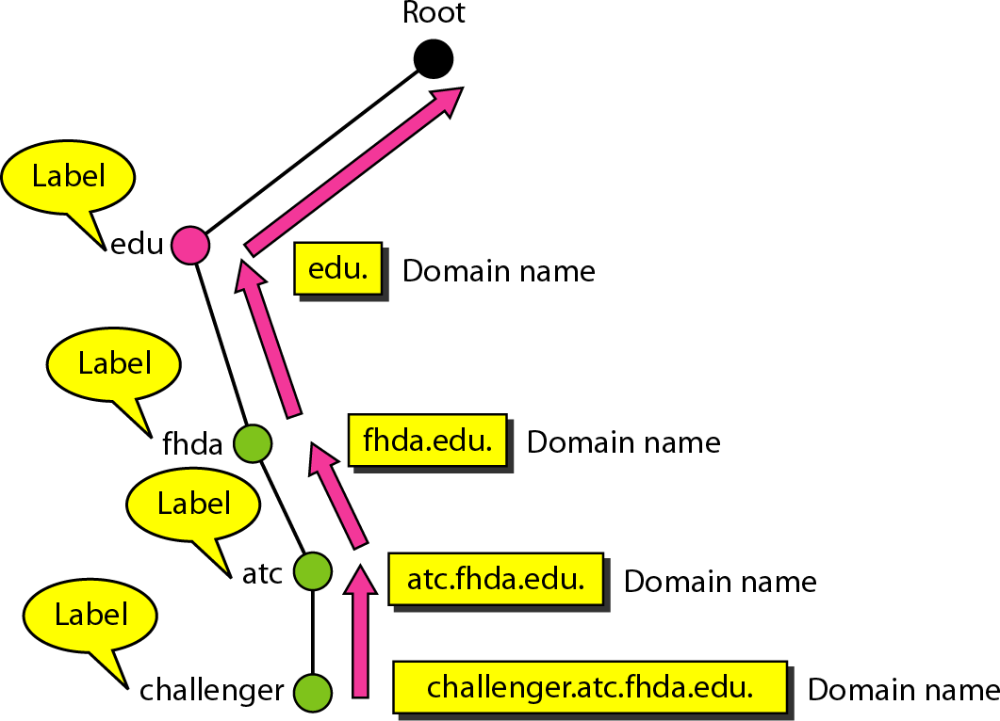 Root
Label
edu
edu. Domain name
Label
fhda
fhda.edu. Domain name
Label
atc
atc.fhda.edu. Domain name
Label
challenger
challenger.atc.fhda.edu. Domain name